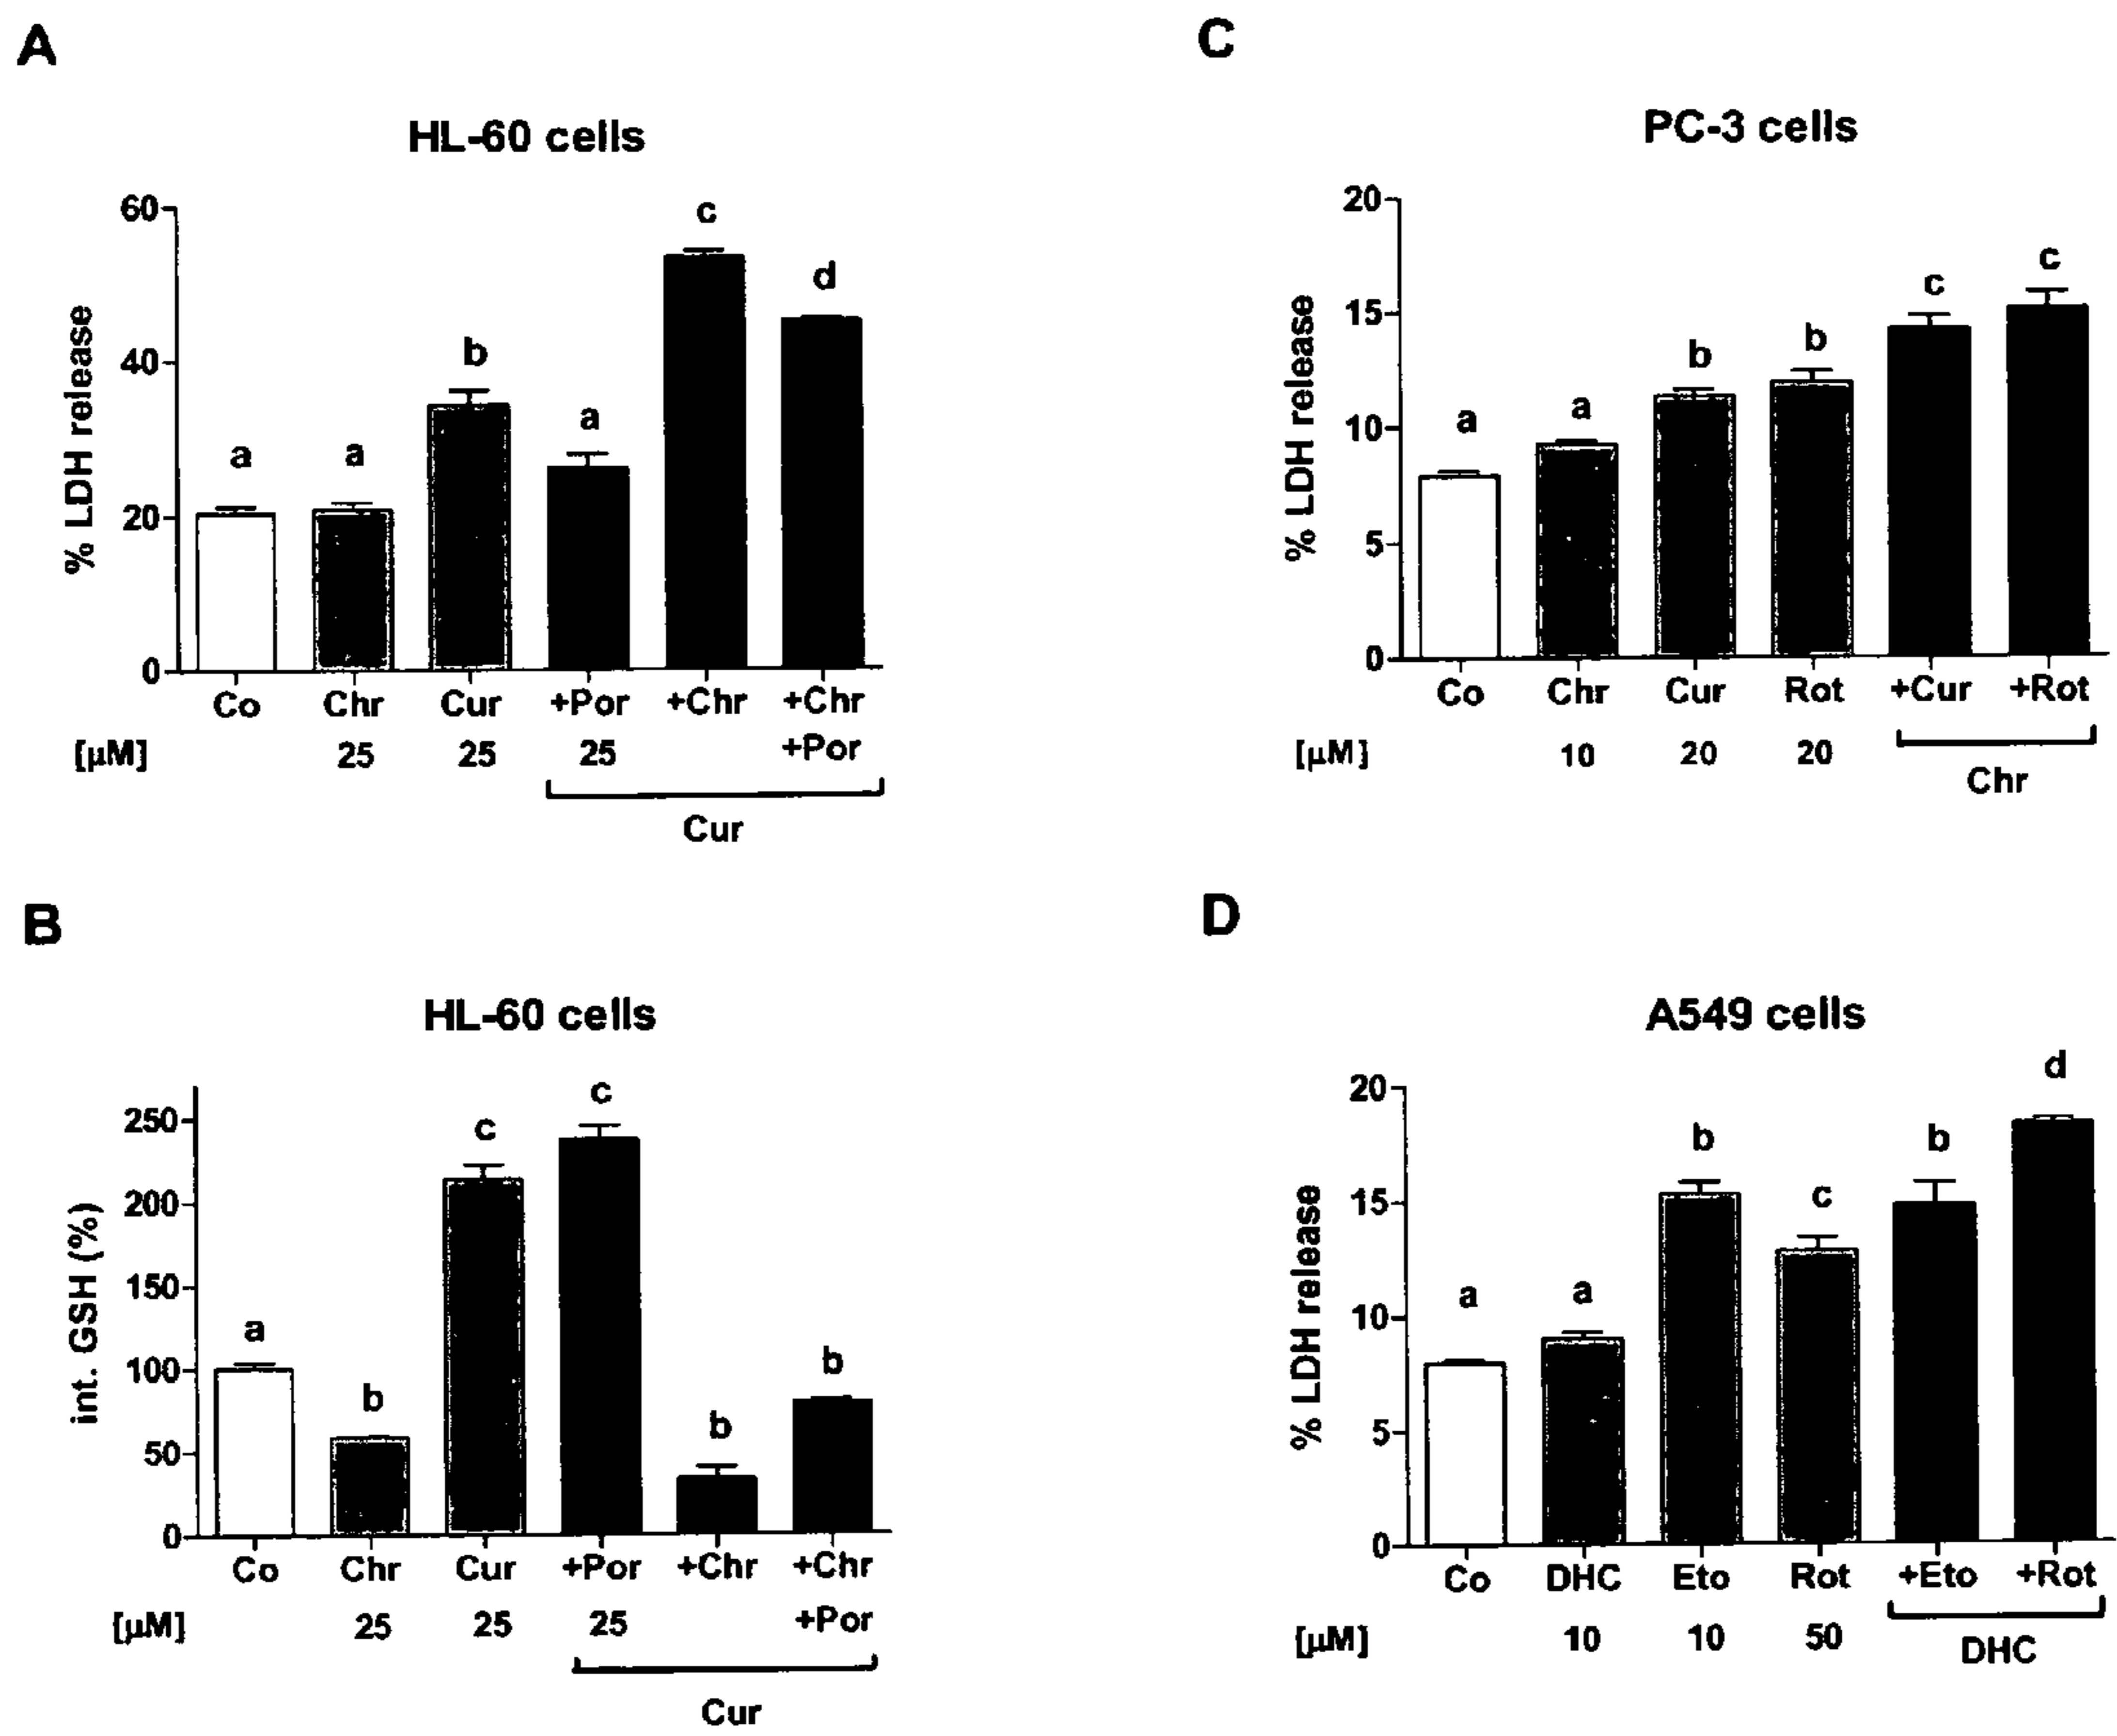 A
HL-60 cells
% LDH release
60
40
20
0
a
a
b
a
c
d
Co Chr Cur +Por +Chr +Chr
[µM] 25 25 25 +Por
Cur
B
HL-60 cells
int. GSH (%)
250
200
150
100
50
0
a
b
c
c
b
b
Co Chr Cur +Por +Chr +Chr
[µM] 25 25 25 +Por
Cur
C
PC-3 cells
% LDH release
20
15
10
5
0
a
a
b
b
c
c
Co Chr Cur Rot +Cur +Rot
[µM] 10 20 20
Chr
D
A549 cells
% LDH release
20
15
10
5
0
a
a
b
c
b
d
Co DHC Eto Rot +Eto +Rot
[µM] 10 10 50
DHC